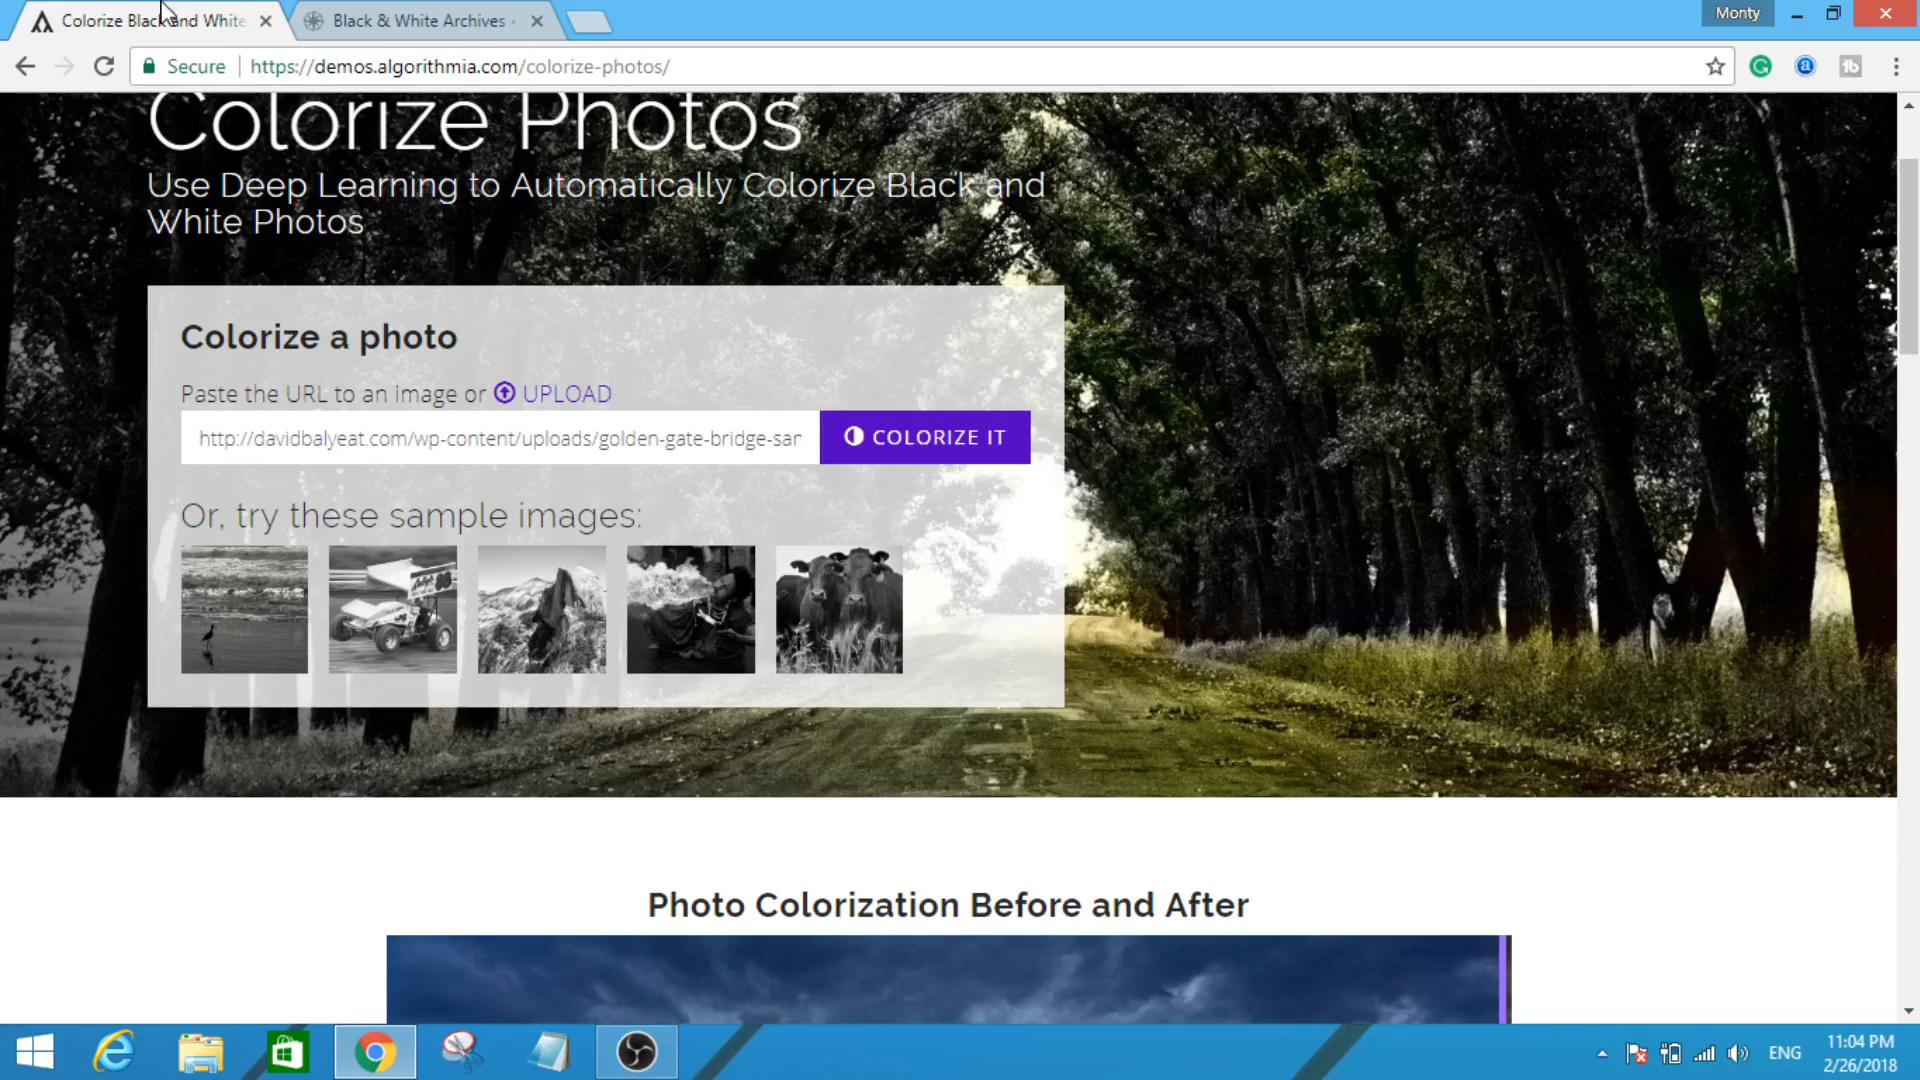 Colorize Black and White
Black & White Archives -
Monty
Secure
https://demos.algorithmia.com/colorize-photos/
Colorize Photos
Use Deep Learning to Automatically Colorize Black and
White Photos
Colorize a photo
Paste the URL to an image or UPLOAD
http://davidbalyeat.com/wp-content/uploads/golden-gate-bridge-sar
COLORIZE IT
Or, try these sample images:
Photo Colorization Before and After
ENG
11:04 PM
2/26/2018